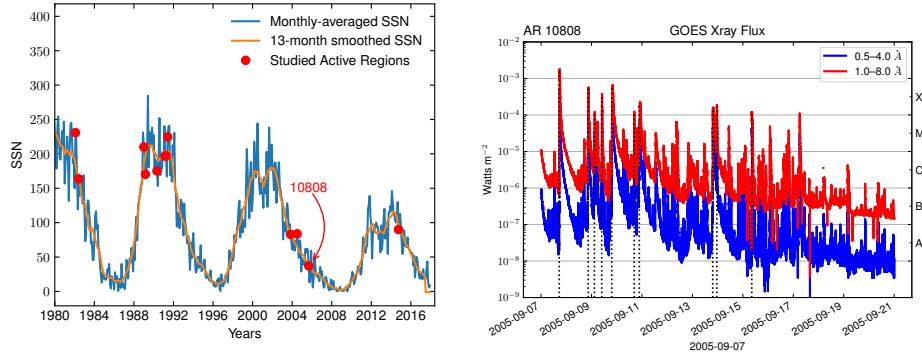 Monthly-averaged SSN
13-month smoothed SSN
Studied Active Regions
10808
400
350
300
250
200
150
100
50
0
SSN
1980 1984 1988 1992 1996 2000 2004 2008 2012 2016
Years
AR 10808 GOES Xray Flux
0.5–4.0 Å
1.0–8.0 Å
10⁻²
10⁻³
10⁻⁴
10⁻⁵
10⁻⁶
10⁻⁷
10⁻⁸
10⁻⁹
Watts m⁻²
X
M
C
B
A
2005-09-07 2005-09-09 2005-09-11 2005-09-13 2005-09-15 2005-09-17 2005-09-19 2005-09-21
2005-09-07